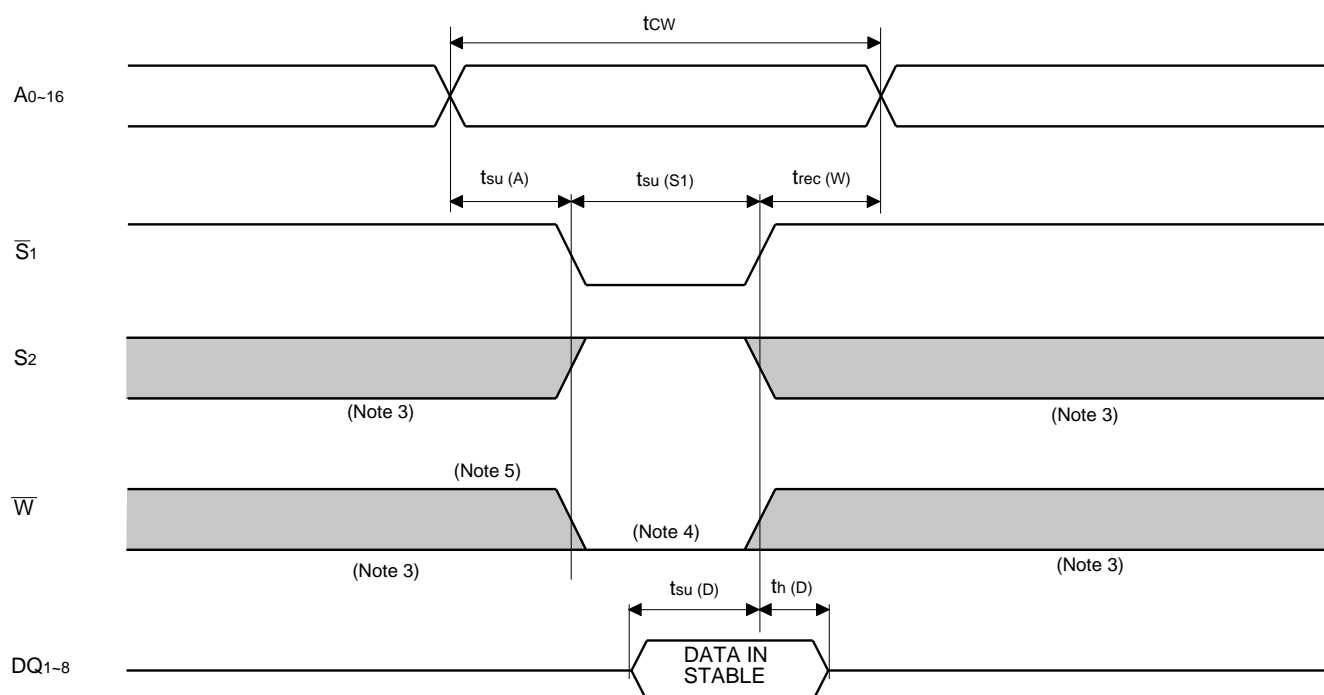 tCW
A0~16
tsu (A) tsu (S1) trec (W)
S̅1
S2
(Note 3) (Note 3)
(Note 5)
W̅
(Note 4)
(Note 3) (Note 3)
tsu (D) th (D)
DQ1~8
DATA IN
STABLE